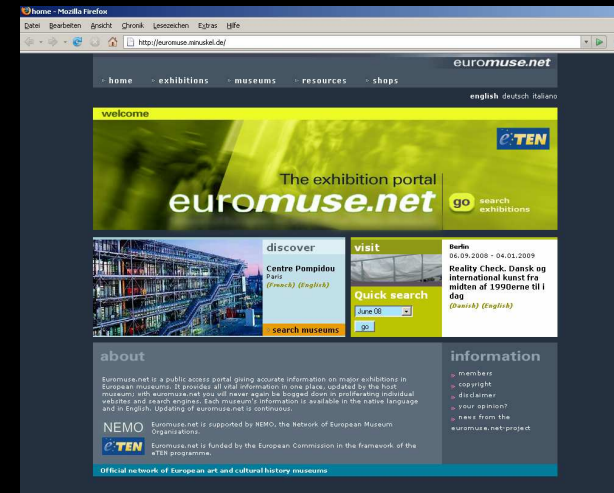 home - Mozilla Firefox
Datei Bearbeiten Ansicht Chronik Lesezeichen Extras Hilfe
http://euromuse.minuskel.de/
euromuse.net
home exhibitions museums resources shops
english deutsch italiano
welcome
e:TEN
The exhibition portal
euromuse.net
go search
exhibitions
discover
Centre Pompidou
Paris
(French) (English)
search museums
visit
Quick search
June 08
go
Berlin
06.09.2008 - 04.01.2009
Reality Check. Dansk og
international kunst fra
midten af 1990erne til i
dag
(Danish) (English)
about
Euromuse.net is a public access portal giving accurate information on major exhibitions in
European museums. It provides all vital information in one place, updated by the host
museum; with euromuse.net you will never again be bogged down in proliferating individual
websites and search engines. Each museum's information is available in the native language
and in English. Updating of euromuse.net is continuous.
NEMO Euromuse.net is supported by NEMO, the Network of European Museum
Organisations.
e:TEN Euromuse.net is funded by the European Commission in the framework of the
eTEN programme.
information
members
copyright
disclaimer
your opinion?
news from the
euromuse.net-project
Official network of European art and cultural history museums